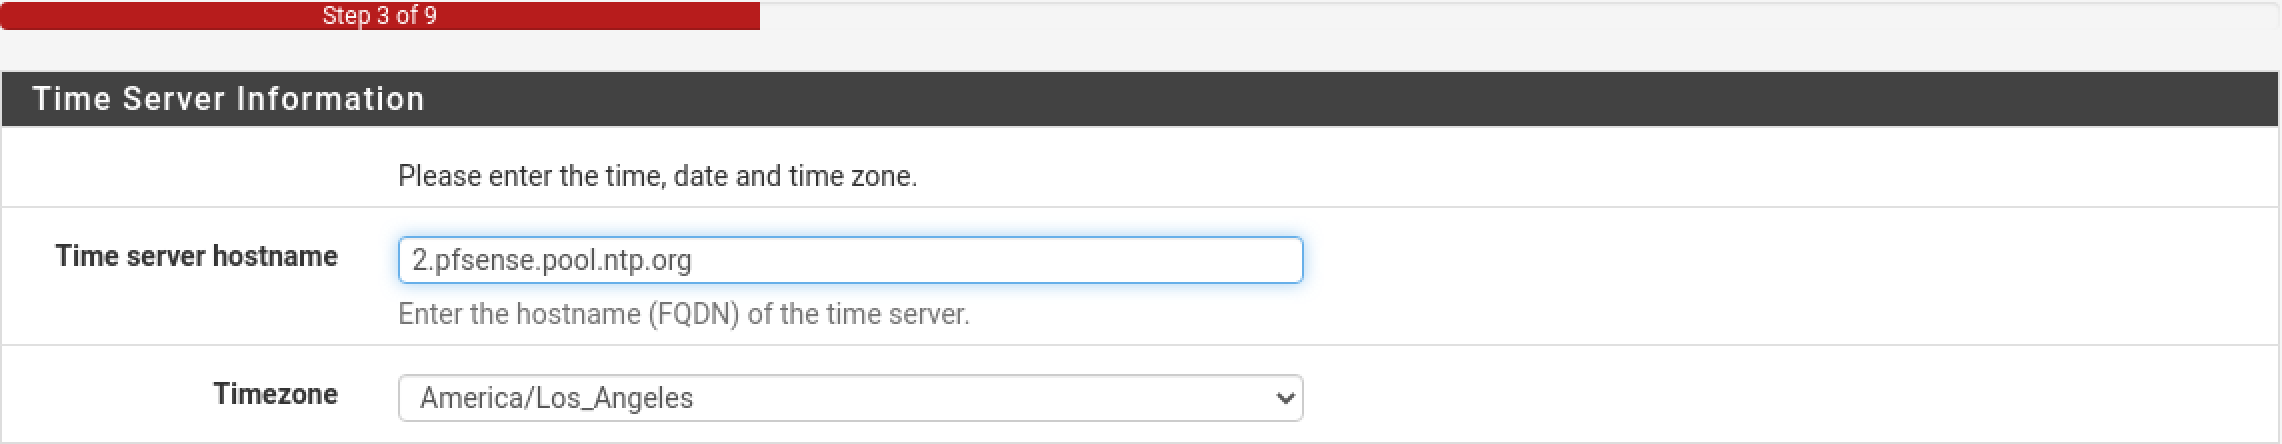 Step 3 of 9
Time Server Information
Please enter the time, date and time zone.
Time server hostname
2.pfsense.pool.ntp.org
Enter the hostname (FQDN) of the time server.
Timezone
America/Los_Angeles